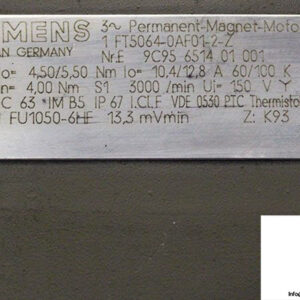 SIEMENS 3~ Permanent-Magnet-Moto
AN GERMANY 1 FT5064-0AF01-2-Z
Nr.E 9C95 6514 01 001
o= 4,50/5,50 Nm Io= 10,4/12,8 A 60/100 K
n= 4,00 Nm S1 3000 /min Ui= 150 V Y
C 63 *IM B5 IP 67 I.Cl.F VDE 0530 PTC Thermisto
FU1050-6HF 13,3 mVmin Z: K93
Info@